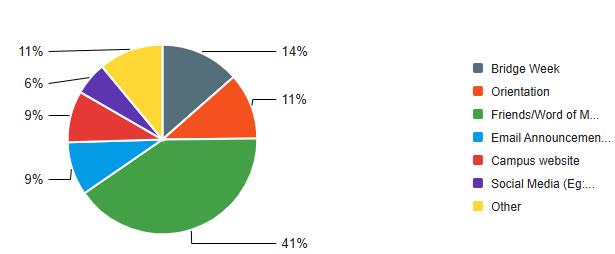 11%
14%
6%
11%
9%
9%
41%
Bridge Week
Orientation
Friends/Word of M...
Email Announcemen...
Campus website
Social Media (Eg:...
Other